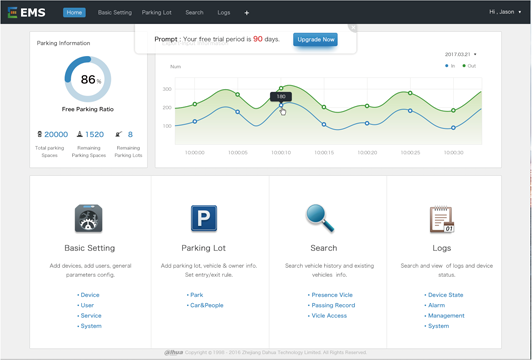 EMS Home Basic Setting Parking Lot Search Logs + Hi , Jason
Prompt : Your free trial period is 90 days. Upgrade Now
Parking Information
86 %
Free Parking Ratio
20000 1520 8
Total parking Spaces
Remaining Parking Spaces
Remaining Parking Lots
2017.03.21
Num
In Out
300
200
100
180
10:00:00 10:00:05 10:00:10 10:00:15 10:00:20 10:00:25 10:00:30
Basic Setting
Add devices, add users, general
parameters config.
Device
User
Service
System
P
Parking Lot
Add parking lot, vehicle & owner info.
Set entry/exit rule.
Park
Car&People
Search
Search vehicle history and existing
vehicles info.
Presence Vicle
Passing Record
Vicle Access
01
Logs
Search and view of logs and device
status.
Device State
Alarm
Management
System
alhua Copyright © 1999 - 2016 Zhejiang Dahua Technology Limited. All Rights Reserved.